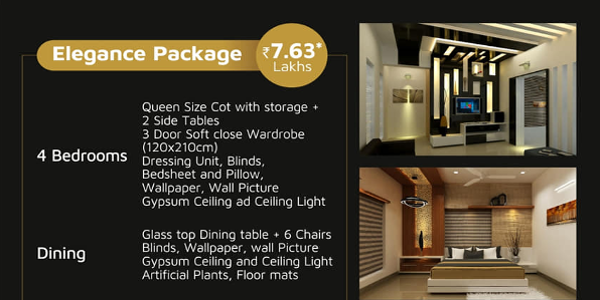 Elegance Package
₹7.63*
Lakhs
4 Bedrooms
Queen Size Cot with storage +
2 Side Tables
3 Door Soft close Wardrobe
(120x210cm)
Dressing Unit, Blinds,
Bedsheet and Pillow,
Wallpaper, Wall Picture
Gypsum Ceiling ad Ceiling Light
Dining
Glass top Dining table + 6 Chairs
Blinds, Wallpaper, wall Picture
Gypsum Ceiling and Ceiling Light
Artificial Plants, Floor mats